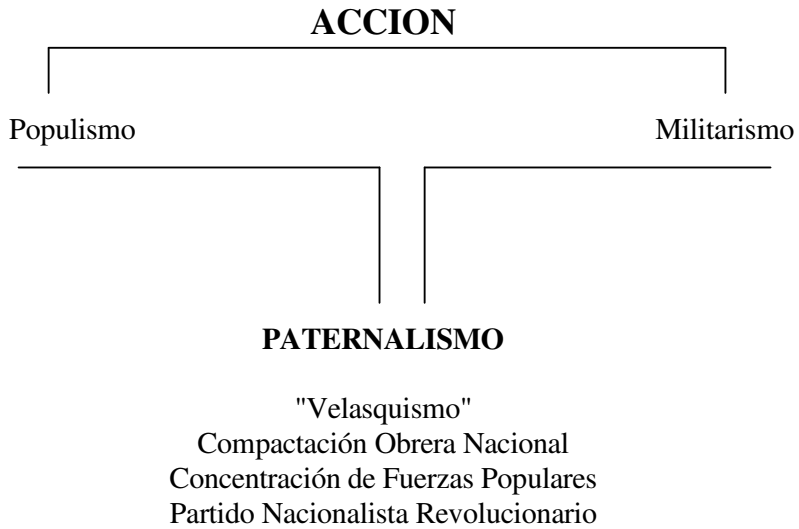 ACCION
Populismo Militarismo
PATERNALISMO
"Velasquismo"
Compactación Obrera Nacional
Concentración de Fuerzas Populares
Partido Nacionalista Revolucionario